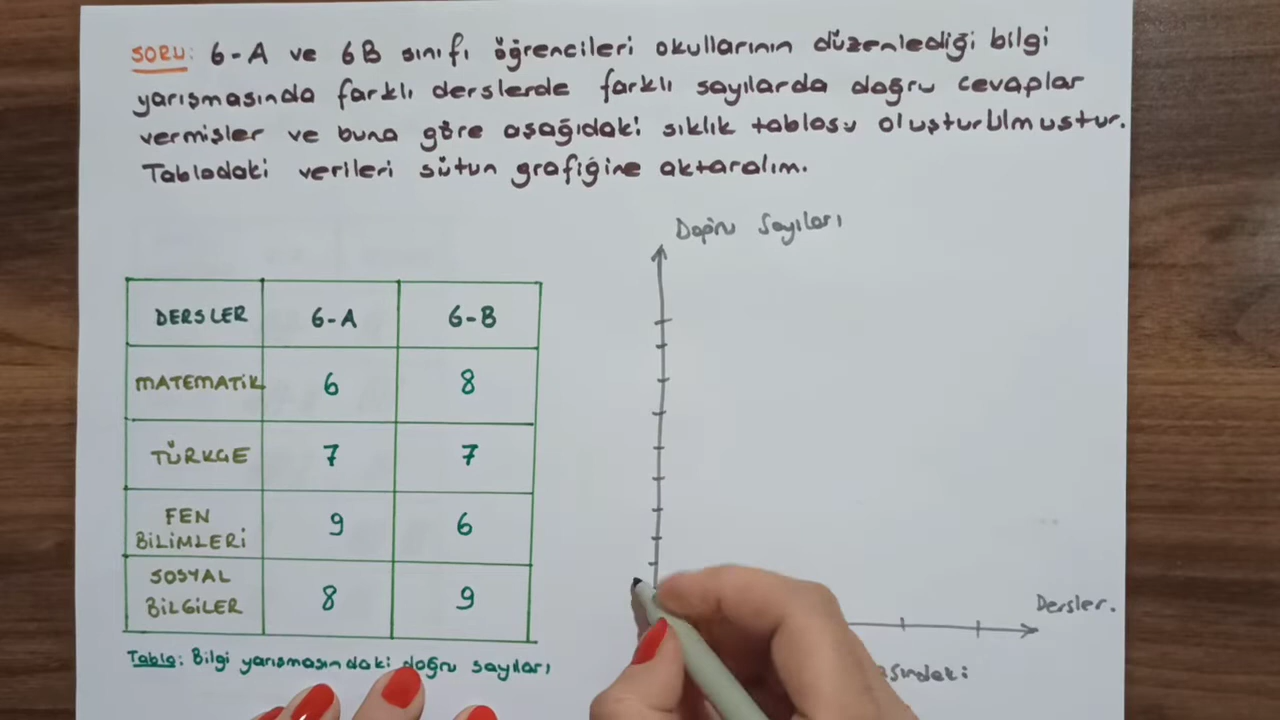 SORU: 6-A ve 6B sınıfı öğrencileri okullarının düzenlediği bilgi
yarışmasında farklı derslerde farklı sayılarda doğru cevaplar
vermişler ve buna göre aşağıdaki sıklık tablosu oluşturulmuştur.
Tablodaki verileri sütun grafiğine aktaralım.
Doğru Sayıları
DERSLER 6-A 6-B
MATEMATİK 6 8
TÜRKÇE 7 7
FEN BİLİMLERİ 9 6
SOSYAL BİLGİLER 8 9
Dersler.
Tablo: Bilgi yarışmasındaki doğru sayıları